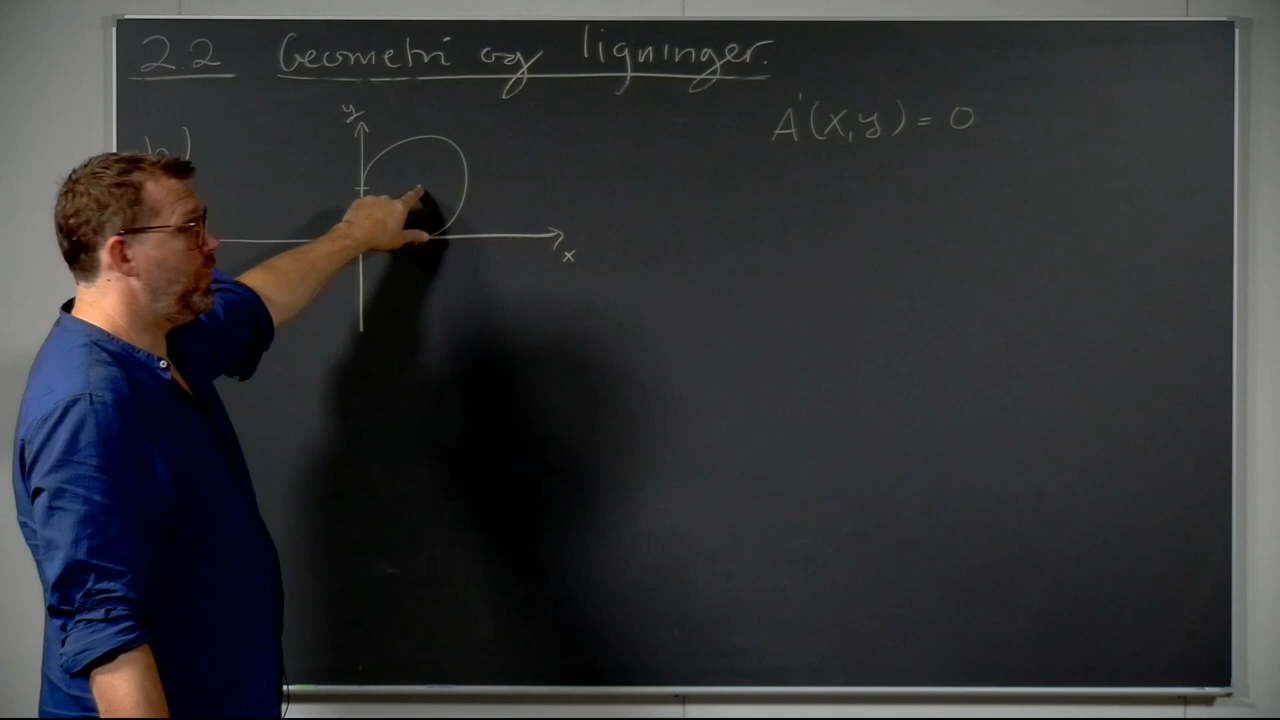 2.2 Geometri og ligninger.
y
A'(x,y) = 0
b)
x